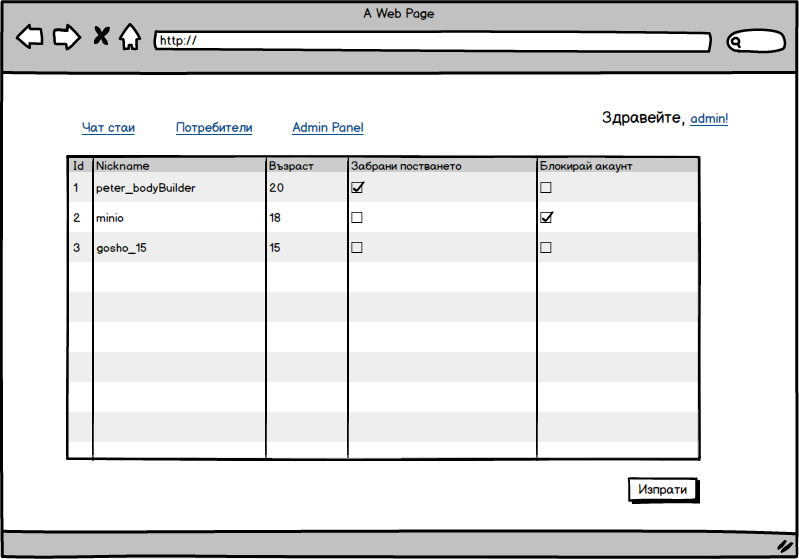 A Web Page
http://
Здравейте, admin!
Чат стаи Потребители Admin Panel
Id Nickname Възраст Забрани постването Блокирай акаунт
1 peter_bodyBuilder 20
2 minio 18
3 gosho_15 15
Изпрати